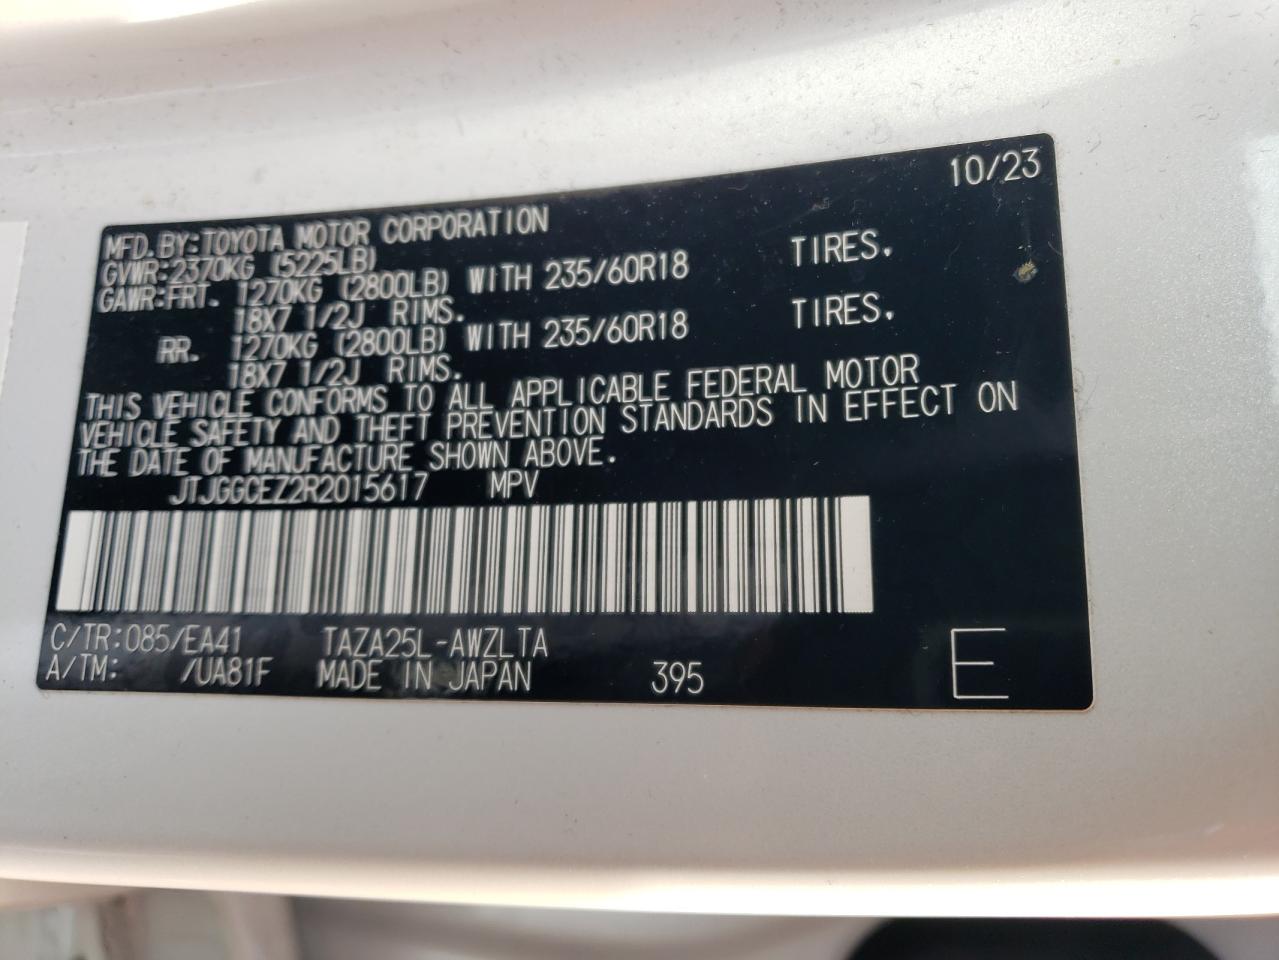 10/23
MFD.BY:TOYOTA MOTOR CORPORATION
GVWR:2370KG (5225LB)
GAWR:FRT. 1270KG (2800LB) WITH 235/60R18 TIRES,
18X7 1/2J RIMS.
RR. 1270KG (2800LB) WITH 235/60R18 TIRES,
18X7 1/2J RIMS.
THIS VEHICLE CONFORMS TO ALL APPLICABLE FEDERAL MOTOR
VEHICLE SAFETY AND THEFT PREVENTION STANDARDS IN EFFECT ON
THE DATE OF MANUFACTURE SHOWN ABOVE.
JTJGGCEZ2R2015617 MPV
C/TR:085/EA41 TAZA25L-AWZLTA
A/TM: /UA81F MADE IN JAPAN 395 E